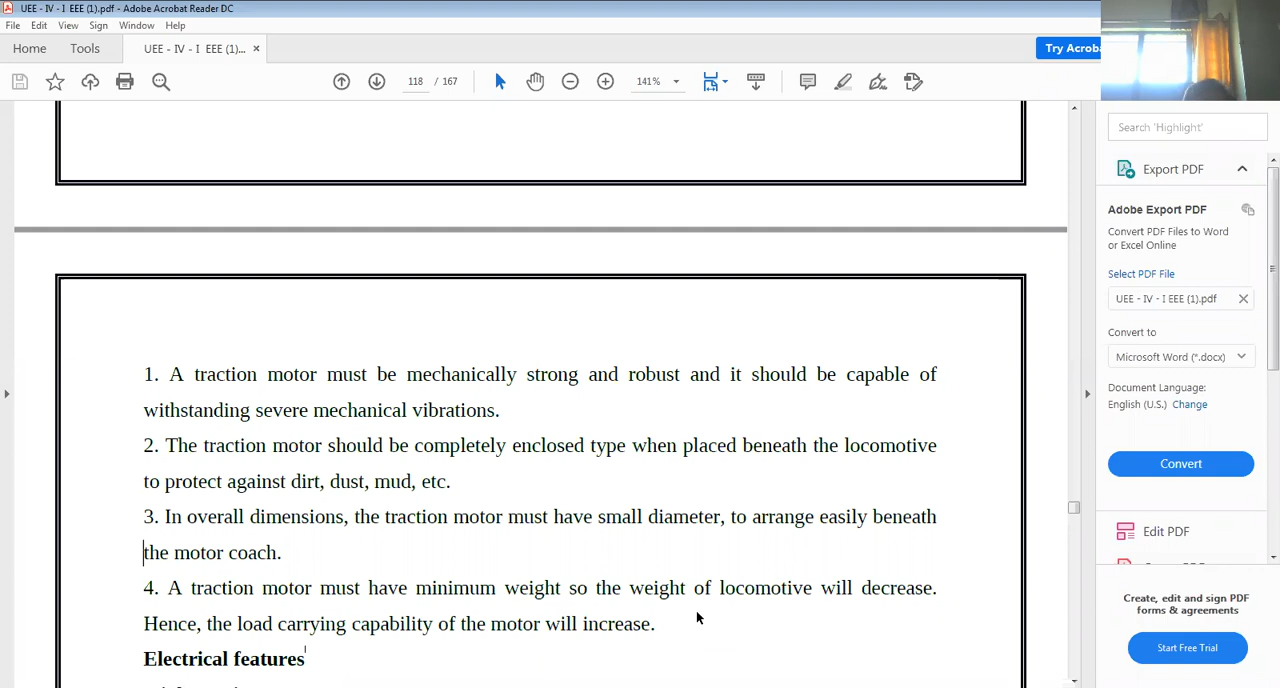 UEE - IV - I EEE (1).pdf - Adobe Acrobat Reader DC
File Edit View Sign Window Help
Home Tools UEE - IV - I EEE (1)... × Try Acroba
118 / 167 141%
Search 'Highlight'
Export PDF
Adobe Export PDF
Convert PDF Files to Word
or Excel Online
Select PDF File
UEE - IV - I EEE (1).pdf
Convert to
Microsoft Word (*.docx)
Document Language:
English (U.S.) Change
Convert
Edit PDF
Create, edit and sign PDF
forms & agreements
Start Free Trial
1. A traction motor must be mechanically strong and robust and it should be capable of
withstanding severe mechanical vibrations.
2. The traction motor should be completely enclosed type when placed beneath the locomotive
to protect against dirt, dust, mud, etc.
3. In overall dimensions, the traction motor must have small diameter, to arrange easily beneath
the motor coach.
4. A traction motor must have minimum weight so the weight of locomotive will decrease.
Hence, the load carrying capability of the motor will increase.
Electrical features